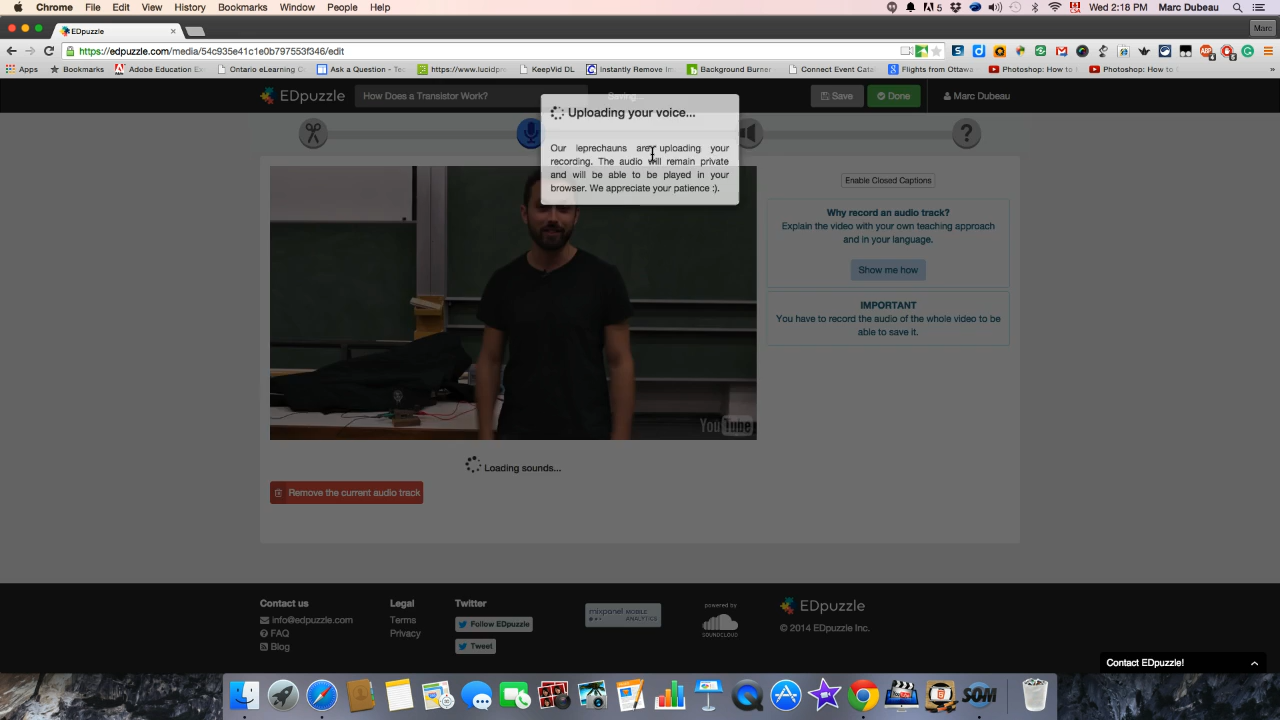 Chrome File Edit View History Bookmarks Window People Help
5 Wed 2:18 PM Marc Dubeau
EDpuzzle
Marc
https://edpuzzle.com/media/54c935e41c1e0b797553f346/edit
Apps Bookmarks Adobe Education Ex Ontario eLearning Ask a Question - Te https://www.lucidpr KeepVid DL Instantly Remove Im Background Burner Connect Event Cata Flights from Ottawa Photoshop: How to Photoshop: How to C
EDpuzzle How Does a Transistor Work? Saving... Save Done Marc Dubeau
Uploading your voice...
Our leprechauns are uploading your
recording. The audio will remain private
and will be able to be played in your
browser. We appreciate your patience :).
?
Enable Closed Captions
Why record an audio track?
Explain the video with your own teaching approach
and in your language.
Show me how
IMPORTANT
You have to record the audio of the whole video to be
able to save it.
YouTube
Loading sounds...
Remove the current audio track
Contact us
info@edpuzzle.com
FAQ
Blog
Legal
Terms
Privacy
Twitter
Follow EDpuzzle
Tweet
mixpanel MOBILE
ANALYTICS
powered by
SOUNDCLOUD
EDpuzzle
© 2014 EDpuzzle Inc.
Contact EDpuzzle!
SOM